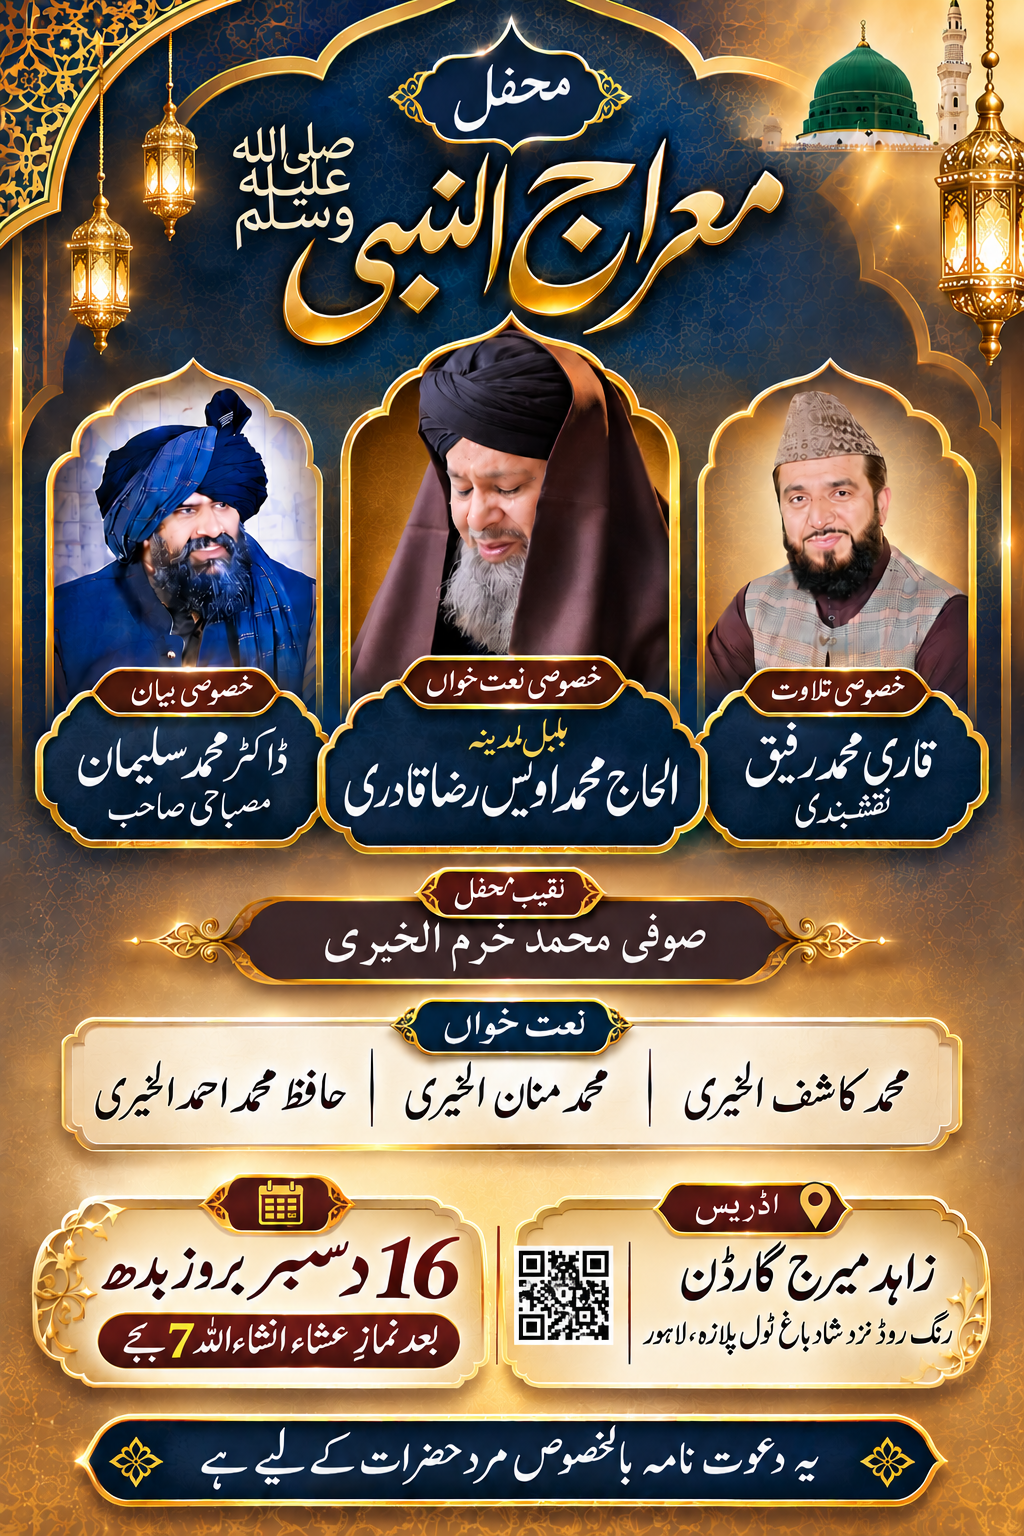 محفل
معراج النبی
صلی اللہ
علیہ
وسلم
خصوصی تلاوت
قاری محمد رفیق
نقشبندی
خصوصی نعت خواں
بلبل مدینہ
الحاج محمد اویس رضا قادری
خصوصی بیان
ڈاکٹر محمد سلیمان
مصباحی صاحب
نقیب محفل
صوفی محمد خرم الخیری
نعت خواں
محمد کاشف الخیری
محمد منان الخیری
حافظ محمد احمد الخیری
اڈریس
زاہد میرج گارڈن
رنگ روڈ نزد شاد باغ ٹول پلازہ، لاہور
16 دسمبر بروز بدھ
بعد نمازِ عشاء انشاءاللہ 7 بجے
یہ دعوت نامہ بالخصوص مرد حضرات کے لیے ہے